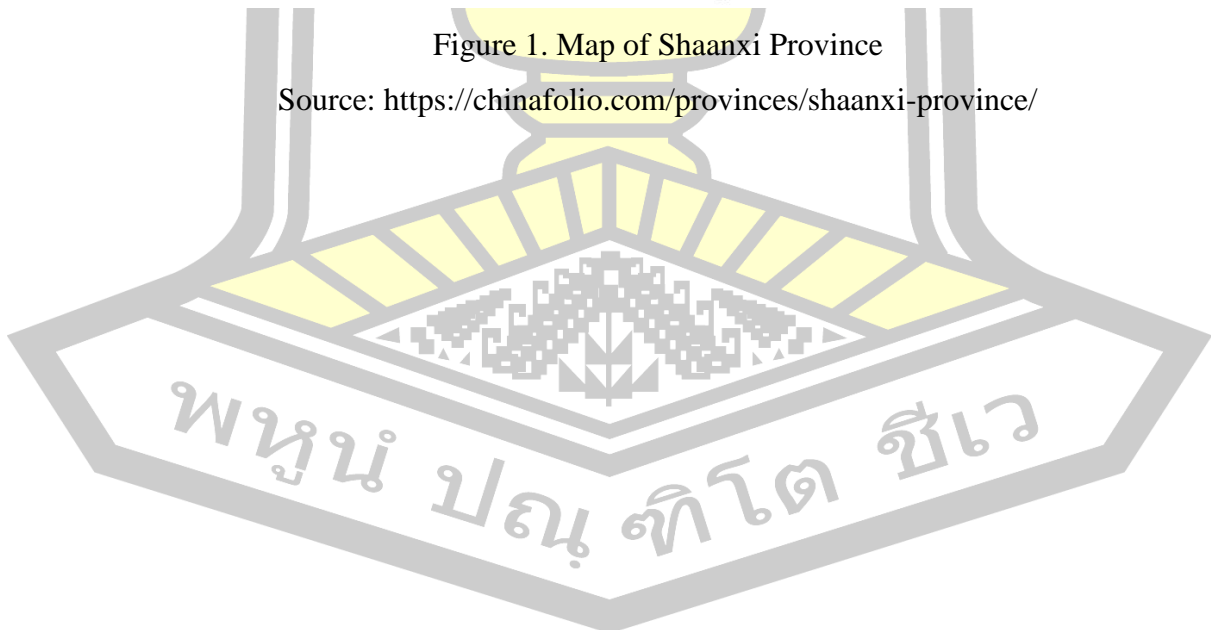 Figure 1. Map of Shaanxi Province
Source: https://chinafolio.com/provinces/shaanxi-province/
พหูนํ ปณฺฑิโต ชีเว